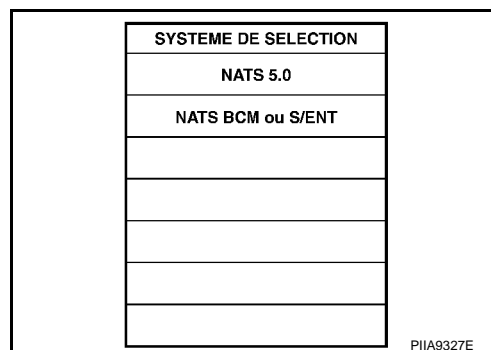 SYSTEME DE SELECTION
NATS 5.0
NATS BCM ou S/ENT
PIIA9327E